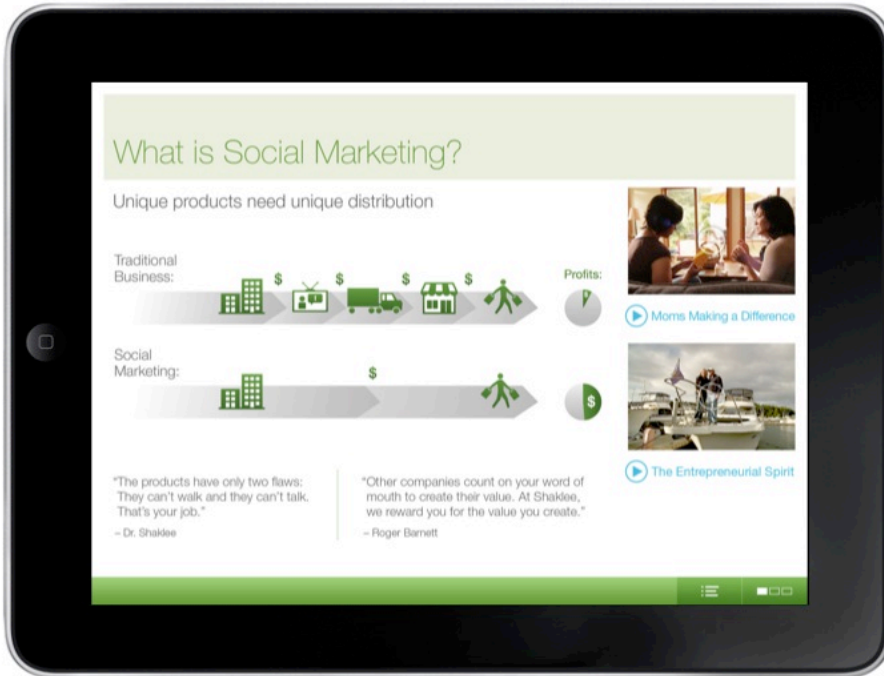 What is Social Marketing?
Unique products need unique distribution
Traditional
Business:
$ $ $ $
Profits:
Moms Making a Difference
Social
Marketing:
$
$
The Entrepreneurial Spirit
"The products have only two flaws:
They can't walk and they can't talk.
That's your job."
– Dr. Shaklee
"Other companies count on your word of
mouth to create their value. At Shaklee,
we reward you for the value you create."
– Roger Barnett